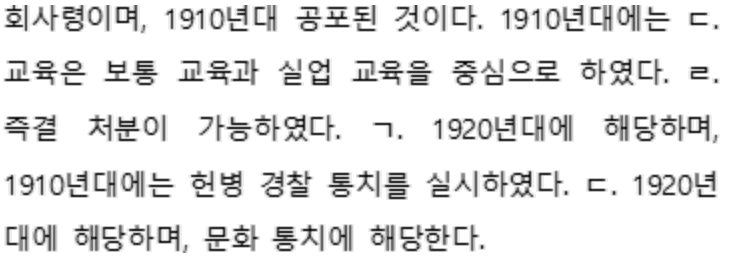 회사령이며, 1910년대 공포된 것이다. 1910년대에는 ㄷ.
교육은 보통 교육과 실업 교육을 중심으로 하였다. ㄹ.
즉결 처분이 가능하였다. ㄱ. 1920년대에 해당하며,
1910년대에는 헌병 경찰 통치를 실시하였다. ㄷ. 1920년
대에 해당하며, 문화 통치에 해당한다.